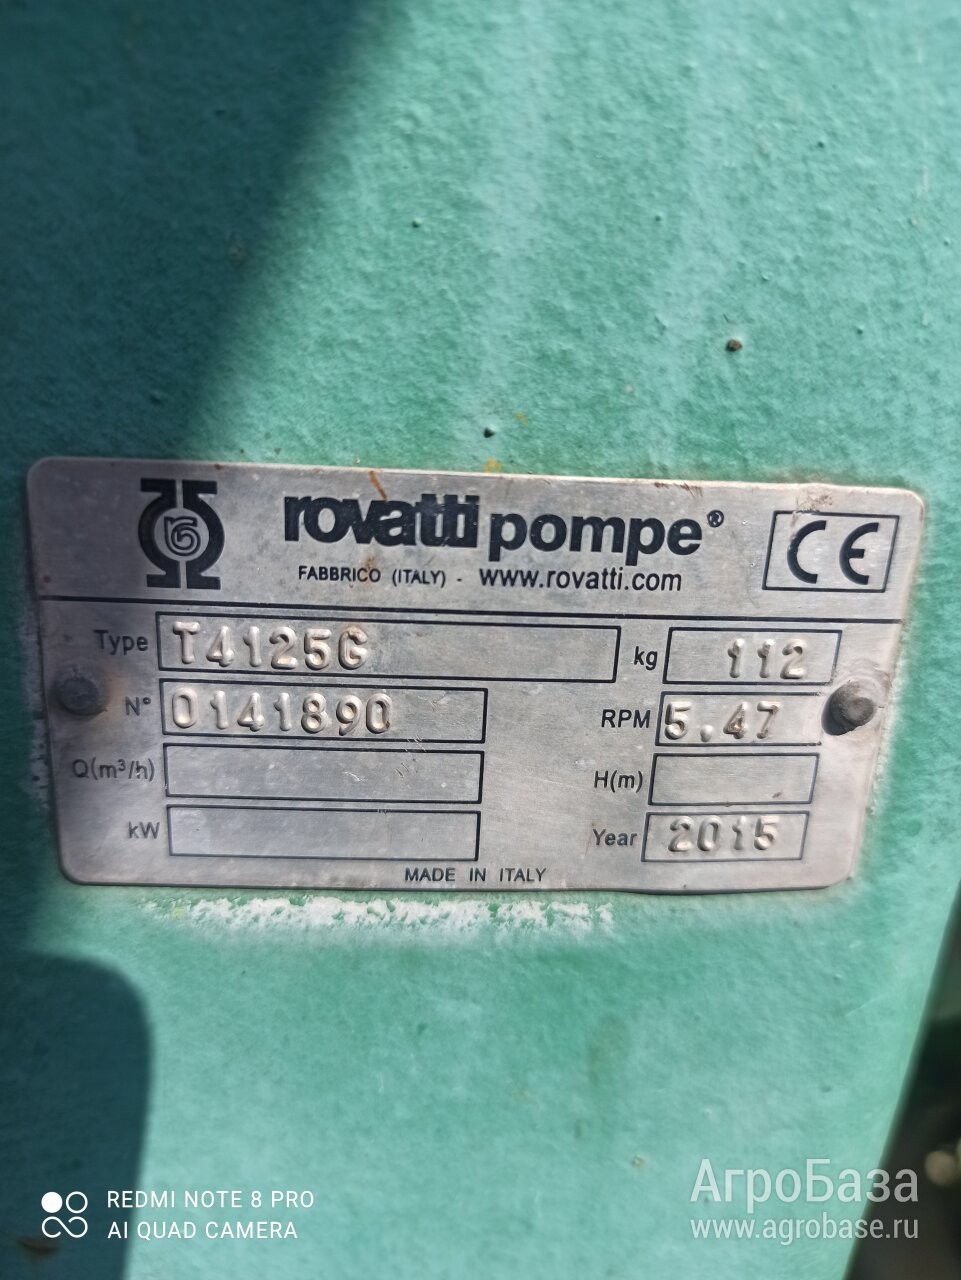 rovatti pompe®
FABBRICO (ITALY) - www.rovatti.com
CE
Type T4125G kg 112
N° 0141890 RPM 5.47
Q(m³/h) H(m)
kW Year 2015
MADE IN ITALY
REDMI NOTE 8 PRO
AI QUAD CAMERA
АгроБаза
www.agrobase.ru